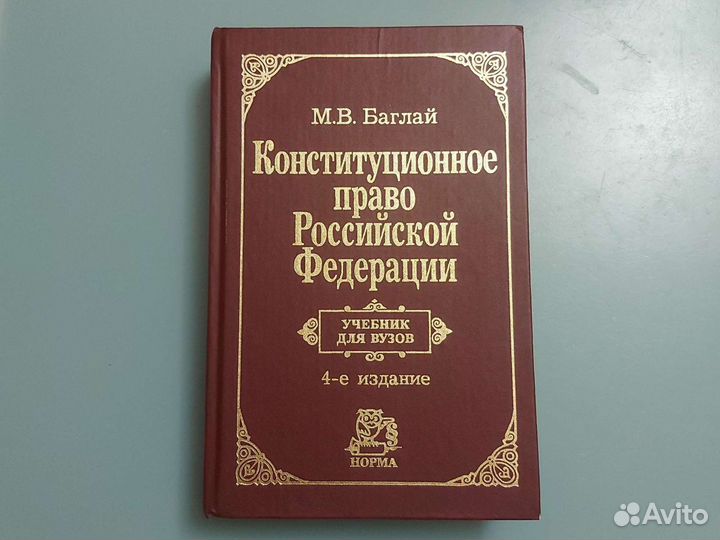 М.В. Баглай
Конституционное
право
Российской
Федерации
УЧЕБНИК
ДЛЯ ВУЗОВ
4-е издание
§
НОРМА
Avito